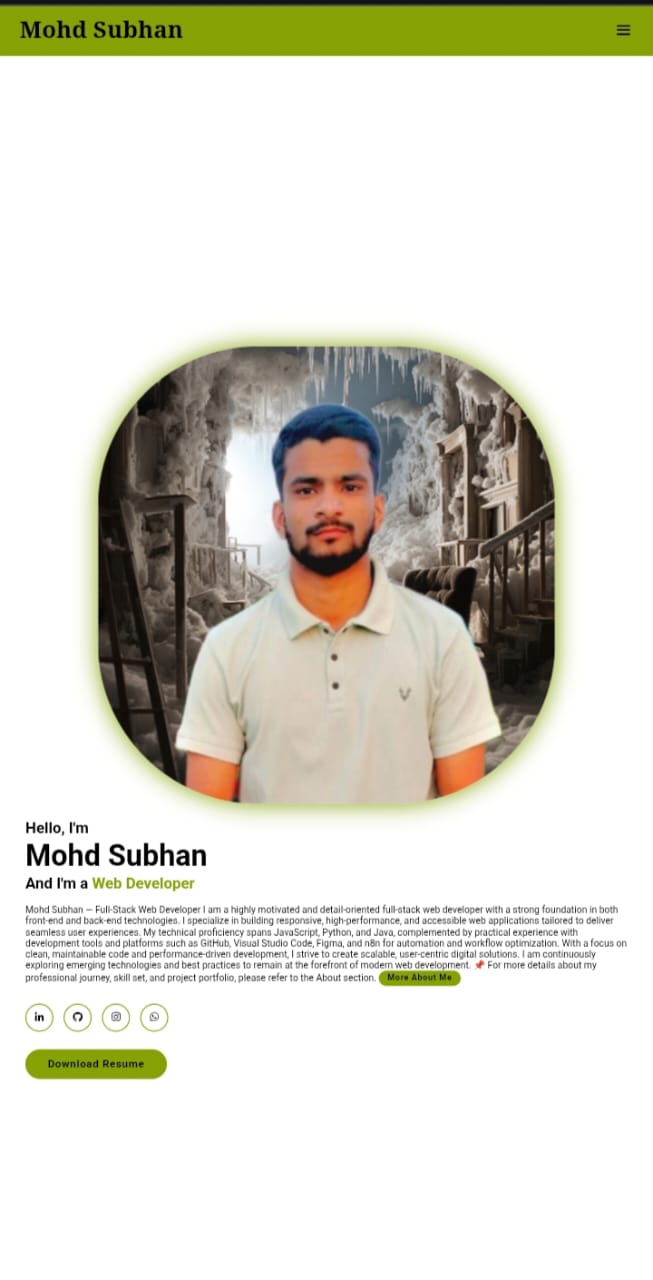 Mohd Subhan
Hello, I'm
Mohd Subhan
And I'm a Web Developer
Mohd Subhan — Full-Stack Web Developer I am a highly motivated and detail-oriented full-stack web developer with a strong foundation in both
front-end and back-end technologies. I specialize in building responsive, high-performance, and accessible web applications tailored to deliver
seamless user experiences. My technical proficiency spans JavaScript, Python, and Java, complemented by practical experience with
development tools and platforms such as GitHub, Visual Studio Code, Figma, and n8n for automation and workflow optimization. With a focus on
clean, maintainable code and performance-driven development, I strive to create scalable, user-centric digital solutions. I am continuously
exploring emerging technologies and best practices to remain at the forefront of modern web development. 📌 For more details about my
professional journey, skill set, and project portfolio, please refer to the About section. More About Me
in
Download Resume